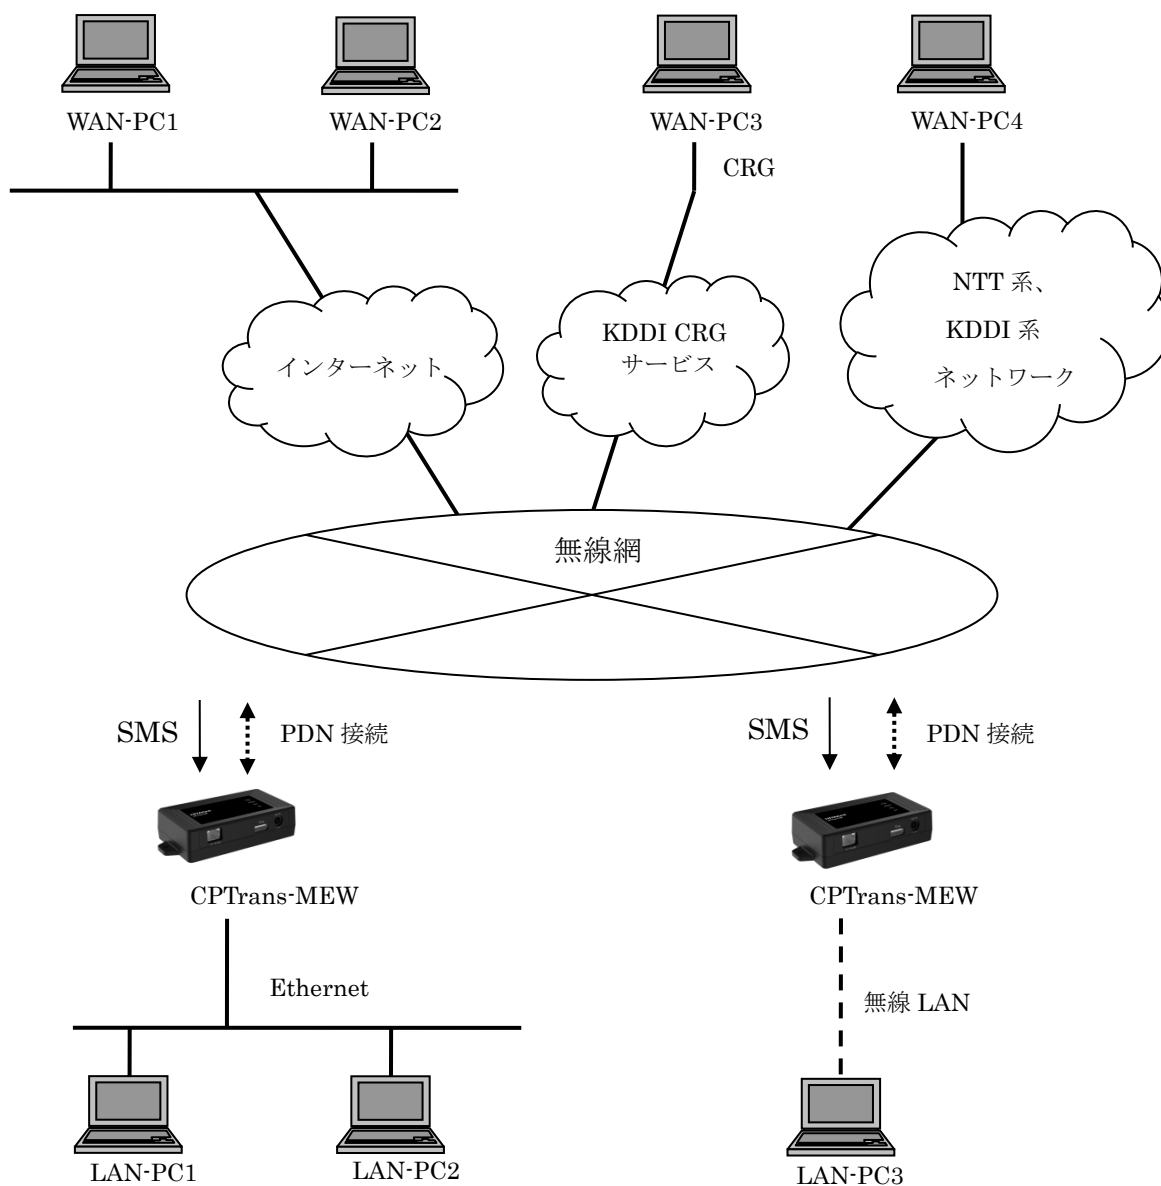 WAN-PC1
WAN-PC2
WAN-PC3
WAN-PC4
CRG
インターネット
KDDI CRG
サービス
NTT 系、
KDDI 系
ネットワーク
無線網
SMS
PDN 接続
SMS
PDN 接続
CPTrans-MEW
CPTrans-MEW
Ethernet
無線 LAN
LAN-PC1
LAN-PC2
LAN-PC3